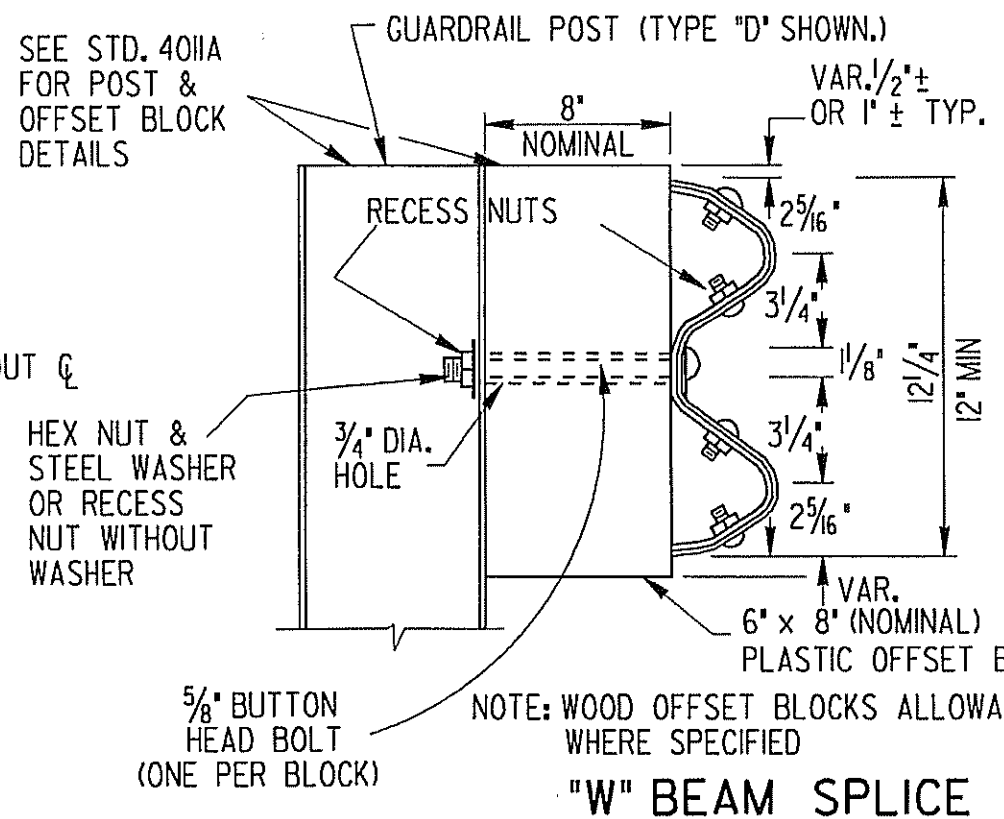 GUARDRAIL POST (TYPE "D" SHOWN.)
SEE STD. 4011A
FOR POST &
OFFSET BLOCK
DETAILS
8"
NOMINAL
VAR. 1/2" ±
OR 1" ± TYP.
RECESS NUTS
2 5/16"
3 1/4"
1 1/8"
12 1/4"
12" MIN
3 1/4"
2 5/16"
OUT ℄
HEX NUT &
STEEL WASHER
OR RECESS
NUT WITHOUT
WASHER
3/4" DIA.
HOLE
VAR.
6" x 8" (NOMINAL)
PLASTIC OFFSET B
5/8" BUTTON
HEAD BOLT
(ONE PER BLOCK)
NOTE: WOOD OFFSET BLOCKS ALLOWA
WHERE SPECIFIED
"W" BEAM SPLICE